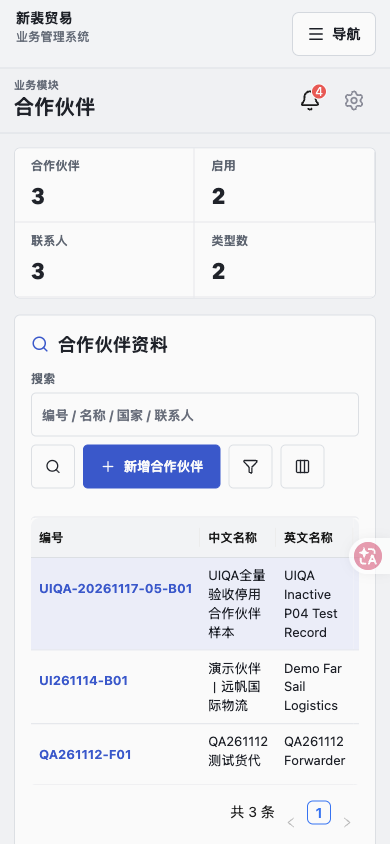 新裴贸易
业务管理系统
导航
业务模块
合作伙伴
4
合作伙伴
启用
3
2
联系人
类型数
3
2
合作伙伴资料
搜索
编号 / 名称 / 国家 / 联系人
新增合作伙伴
编号 中文名称 英文名称
UIQA-20261117-05-B01
UIQA全量
验收停用
合作伙伴
样本
UIQA
Inactive
P04 Test
Record
UI261114-B01
演示伙伴
| 远帆国
际物流
Demo Far
Sail
Logistics
QA261112-F01
QA261112
测试货代
QA261112
Forwarder
共 3 条
1